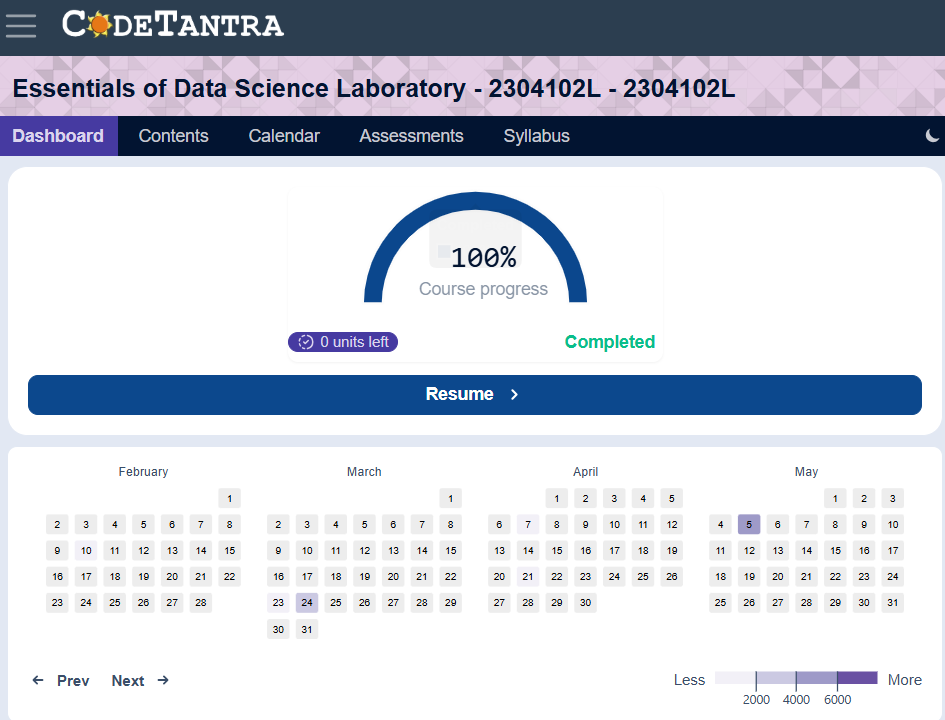 CODETANTRA
Essentials of Data Science Laboratory - 2304102L - 2304102L
Dashboard Contents Calendar Assessments Syllabus
100%
Course progress
0 units left Completed
Resume
February March April May
1 1 1 2 3 4 5 1 2 3
2 3 4 5 6 7 8 2 3 4 5 6 7 8 6 7 8 9 10 11 12 4 5 6 7 8 9 10
9 10 11 12 13 14 15 9 10 11 12 13 14 15 13 14 15 16 17 18 19 11 12 13 14 15 16 17
16 17 18 19 20 21 22 16 17 18 19 20 21 22 20 21 22 23 24 25 26 18 19 20 21 22 23 24
23 24 25 26 27 28 23 24 25 26 27 28 29 27 28 29 30 25 26 27 28 29 30 31
30 31
← Prev Next → Less More
2000 4000 6000